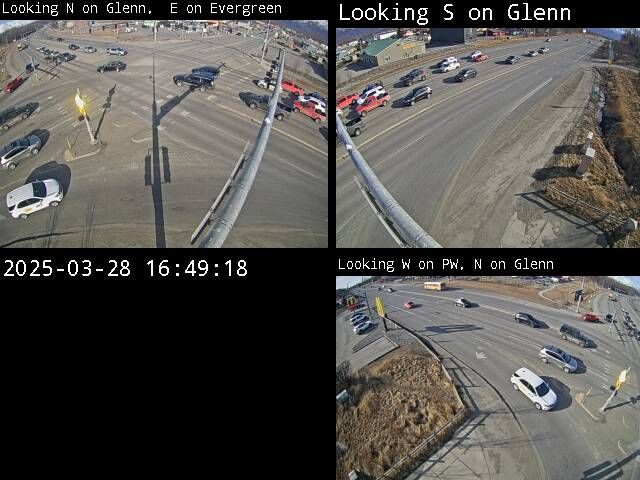 Looking N on Glenn,  E on Evergreen
Looking S on Glenn
2025-03-28 16:49:18
Looking W on PW, N on Glenn